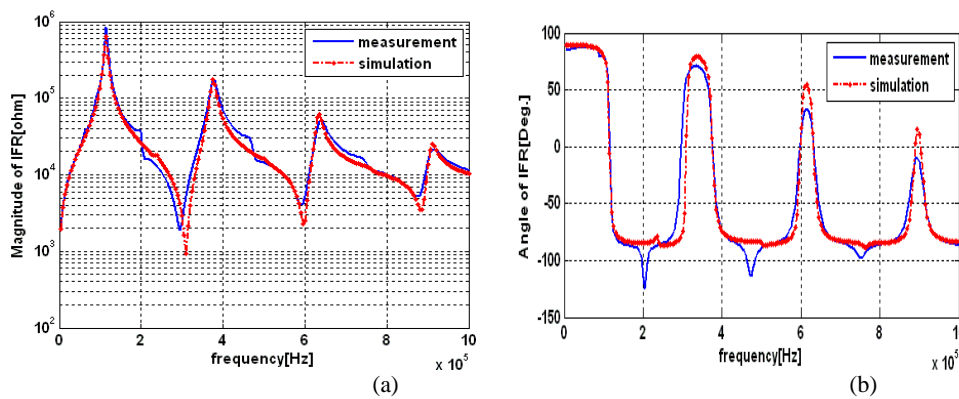 10^6
10^5
10^4
10^3
10^2
Magnitude of IFR[ohm]
measurement
simulation
0 2 4 6 8 10
frequency[Hz]
x 10^5
(a)
100
50
0
-50
-100
-150
Angle of IFR[Deg.]
measurement
simulation
0 2 4 6 8 10
frequency[Hz]
x 10^5
(b)